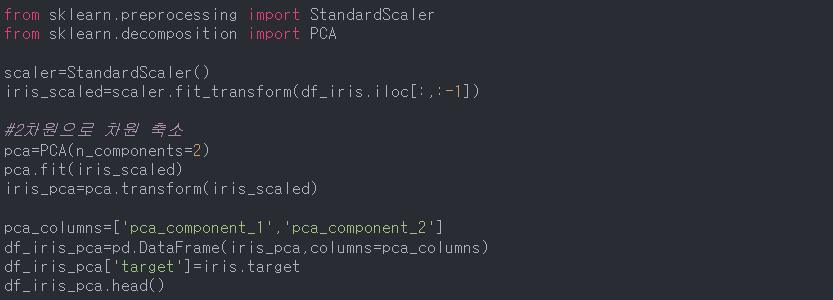 from sklearn.preprocessing import StandardScaler
from sklearn.decomposition import PCA
scaler=StandardScaler()
iris_scaled=scaler.fit_transform(df_iris.iloc[:,:-1])
#2차원으로 차원 축소
pca=PCA(n_components=2)
pca.fit(iris_scaled)
iris_pca=pca.transform(iris_scaled)
pca_columns=['pca_component_1','pca_component_2']
df_iris_pca=pd.DataFrame(iris_pca,columns=pca_columns)
df_iris_pca['target']=iris.target
df_iris_pca.head()